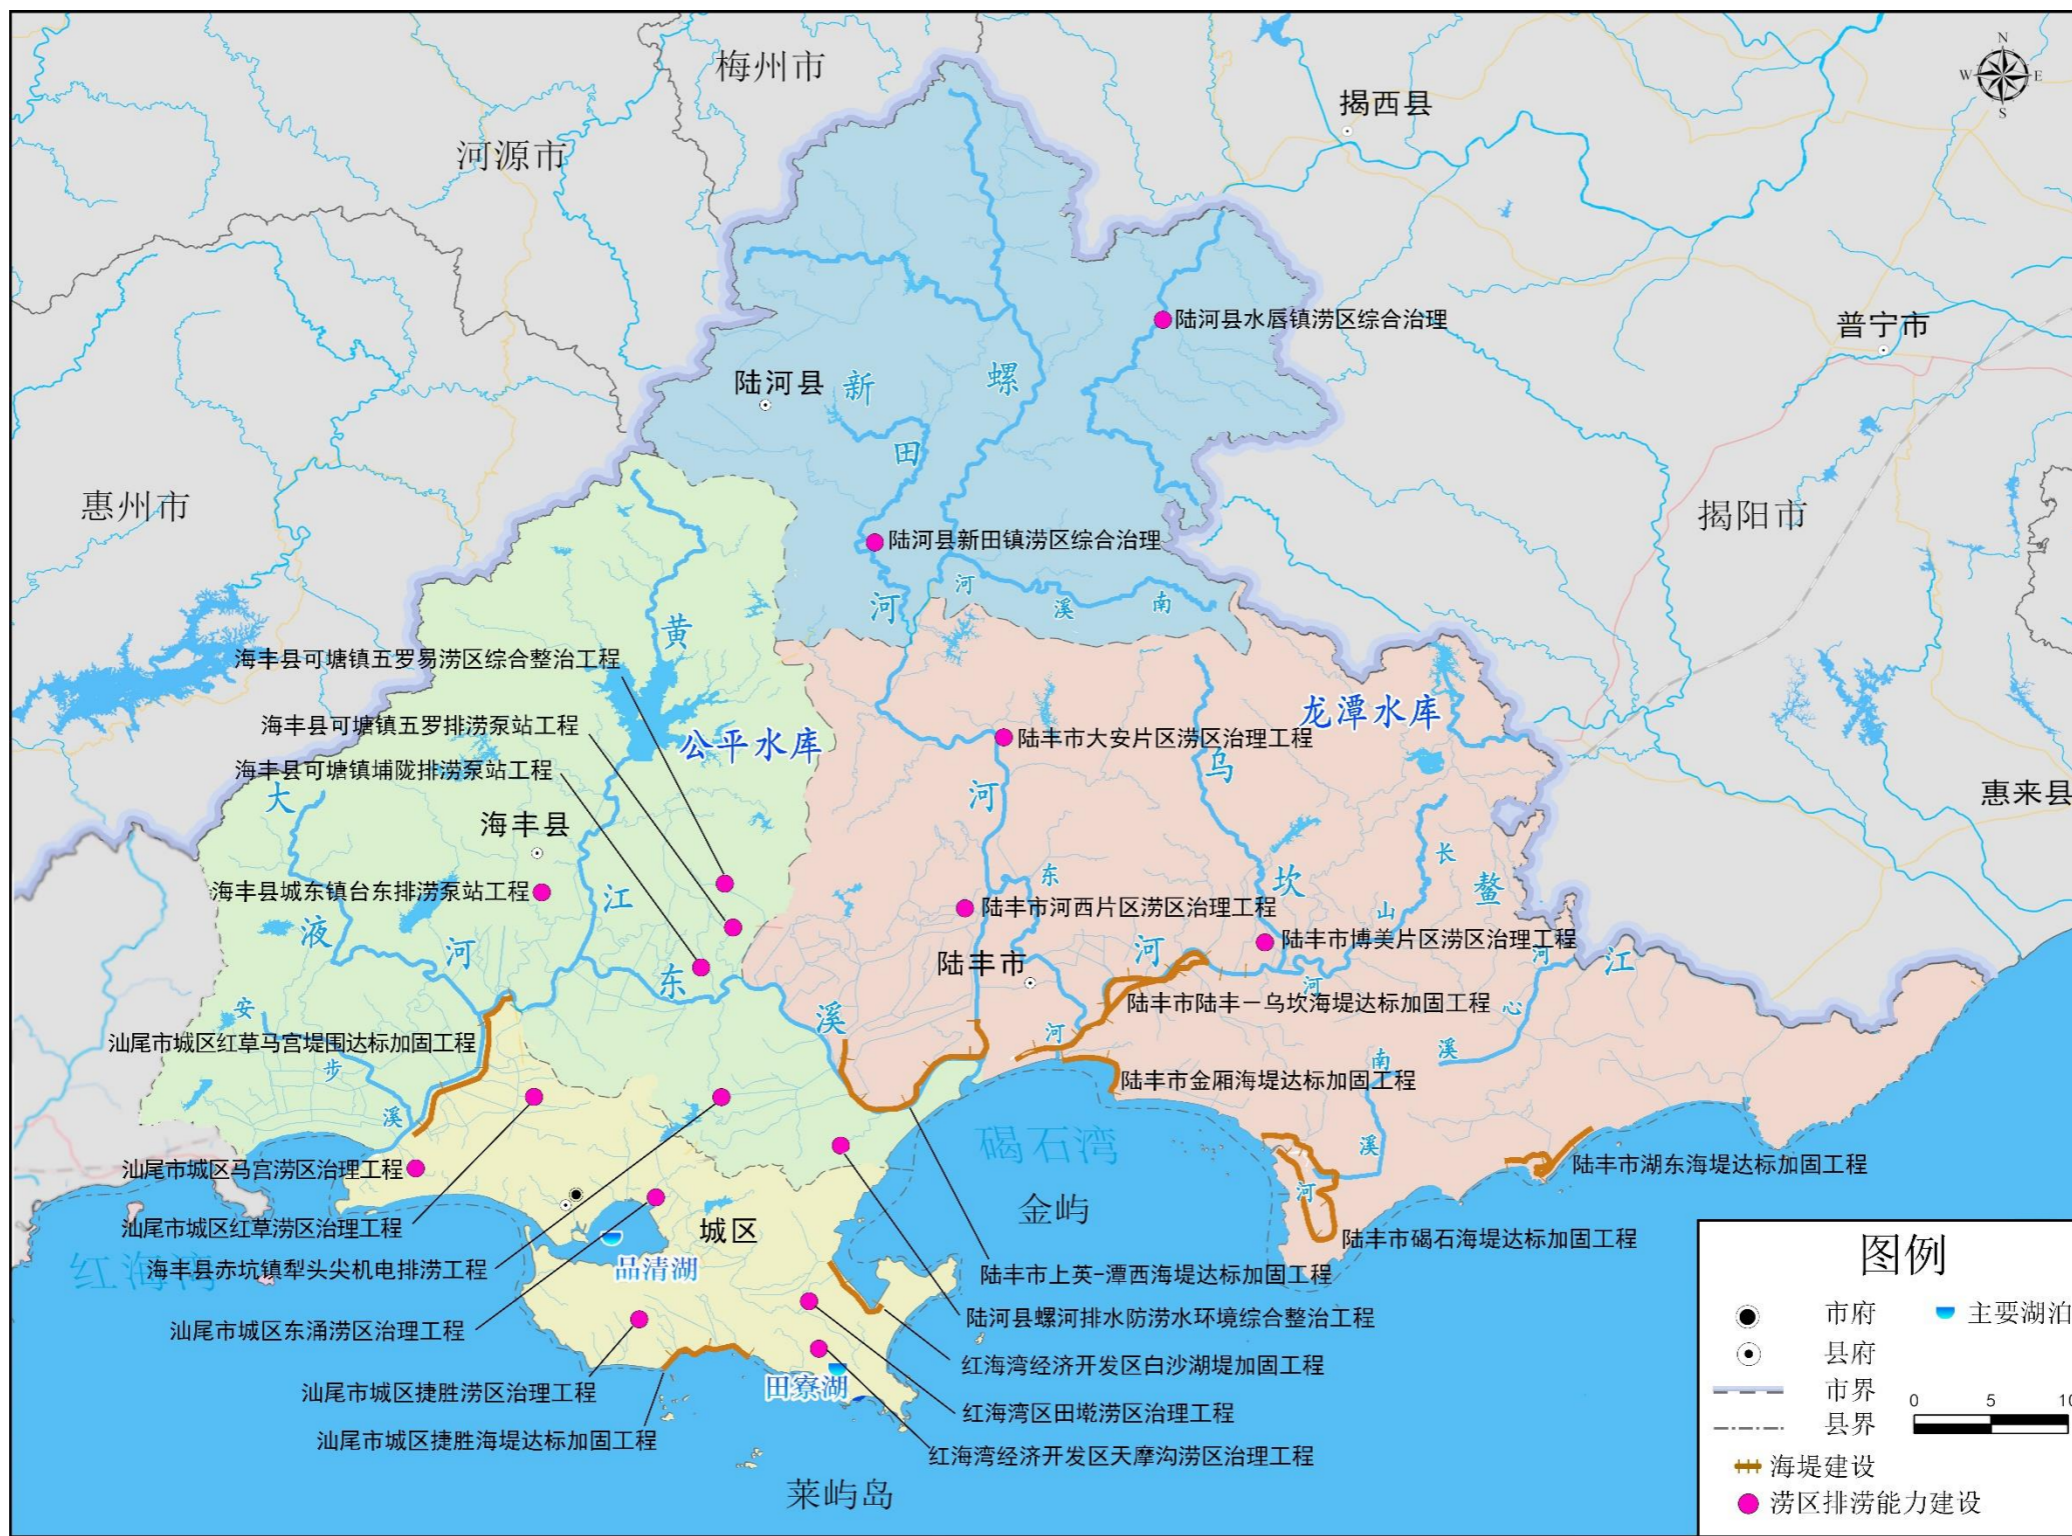 梅州市
N
W
E
S
揭西县
河源市
陆河县水唇镇涝区综合治理
普宁市
陆河县
新
田
河
螺
河
惠州市
揭阳市
陆河县新田镇涝区综合治理
河
溪
南
黄
江
海丰县可塘镇五罗易涝区综合整治工程
龙潭水库
海丰县可塘镇五罗排涝泵站工程
公平水库
陆丰市大安片区涝区治理工程
海丰县可塘镇埔陇排涝泵站工程
乌
坎
河
大
液
河
惠来县
海丰县
长
山
河
东
河
鳌
江
海丰县城东镇台东排涝泵站工程
陆丰市河西片区涝区治理工程
陆丰市博美片区涝区治理工程
河
心
溪
南
溪
河
陆丰市
东
溪
陆丰市陆丰－乌坎海堤达标加固工程
安
步
溪
汕尾市城区红草马宫堤围达标加固工程
陆丰市金厢海堤达标加固工程
碣石湾
汕尾市城区马宫涝区治理工程
陆丰市湖东海堤达标加固工程
金屿
汕尾市城区红草涝区治理工程
城区
陆丰市碣石海堤达标加固工程
红海湾
海丰县赤坑镇犁头尖机电排涝工程
品清湖
陆丰市上英-潭西海堤达标加固工程
陆河县螺河排水防涝水环境综合整治工程
汕尾市城区东涌涝区治理工程
红海湾经济开发区白沙湖堤加固工程
汕尾市城区捷胜涝区治理工程
田寮湖
红海湾区田墘涝区治理工程
汕尾市城区捷胜海堤达标加固工程
红海湾经济开发区天摩沟涝区治理工程
莱屿岛
图例
市府
主要湖泊
县府
市界
0 5 10
县界
海堤建设
涝区排涝能力建设